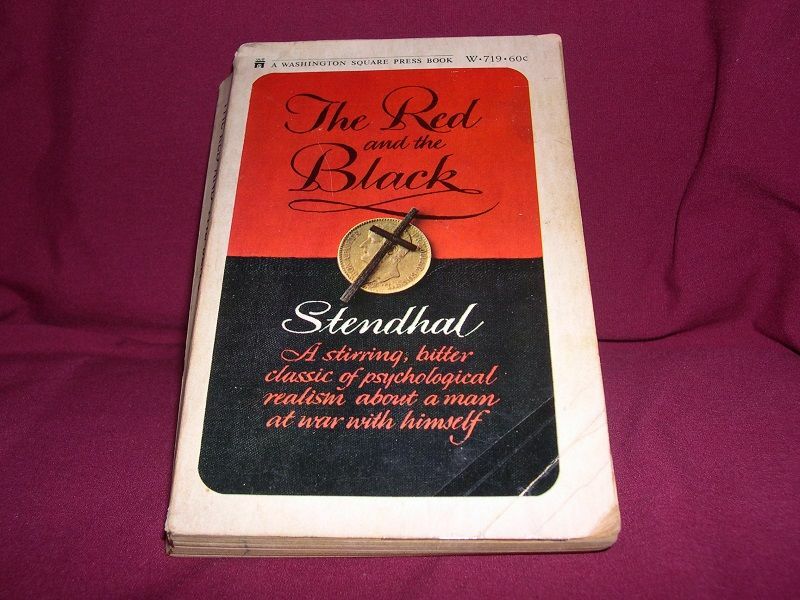 A WASHINGTON SQUARE PRESS BOOK W•719•60¢
The Red
and the
Black
Stendhal
A stirring, bitter
classic of psychological
realism about a man
at war with himself